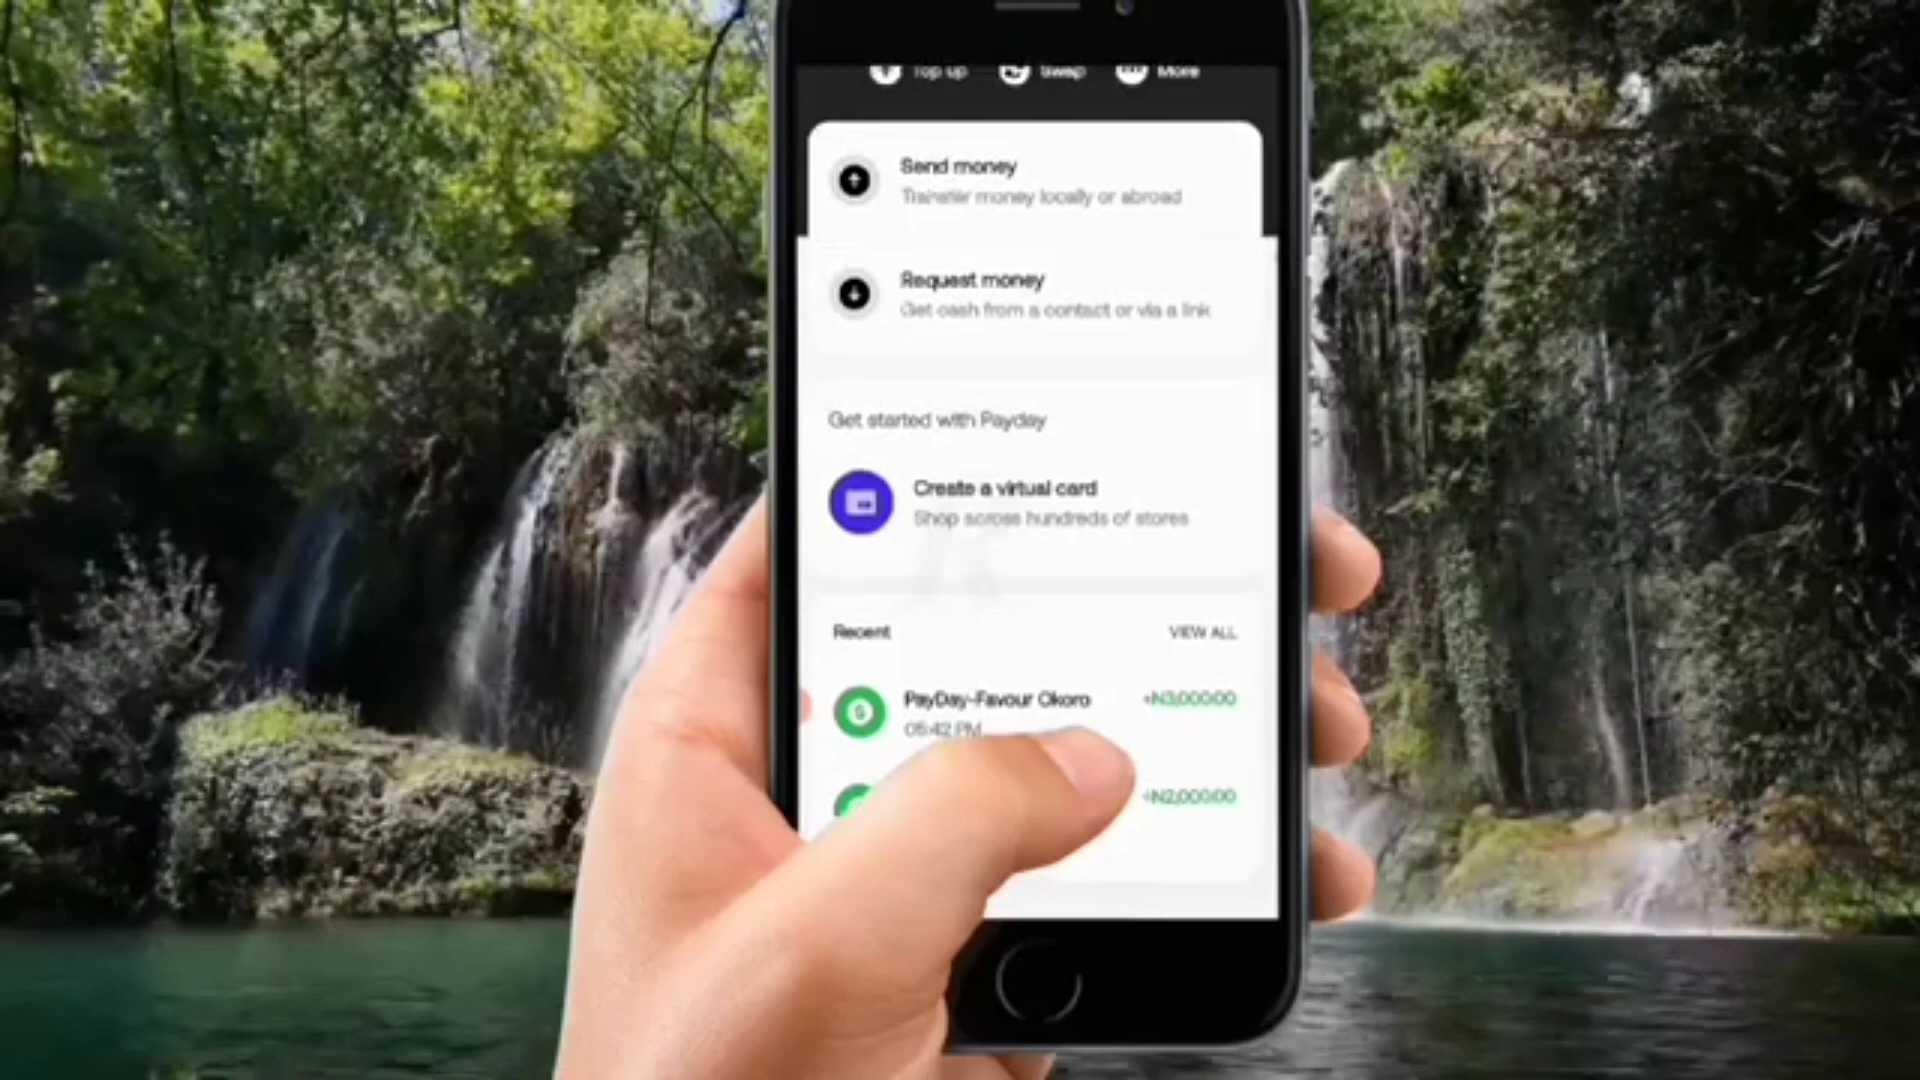 Top up Swap More
Send money
Transfer money locally or abroad
Request money
Get cash from a contact or via a link
Get started with Payday
Create a virtual card
Shop across hundreds of stores
Recent VIEW ALL
PayDay-Favour Okoro +N3,000.00
05:42 PM
+N2,000.00